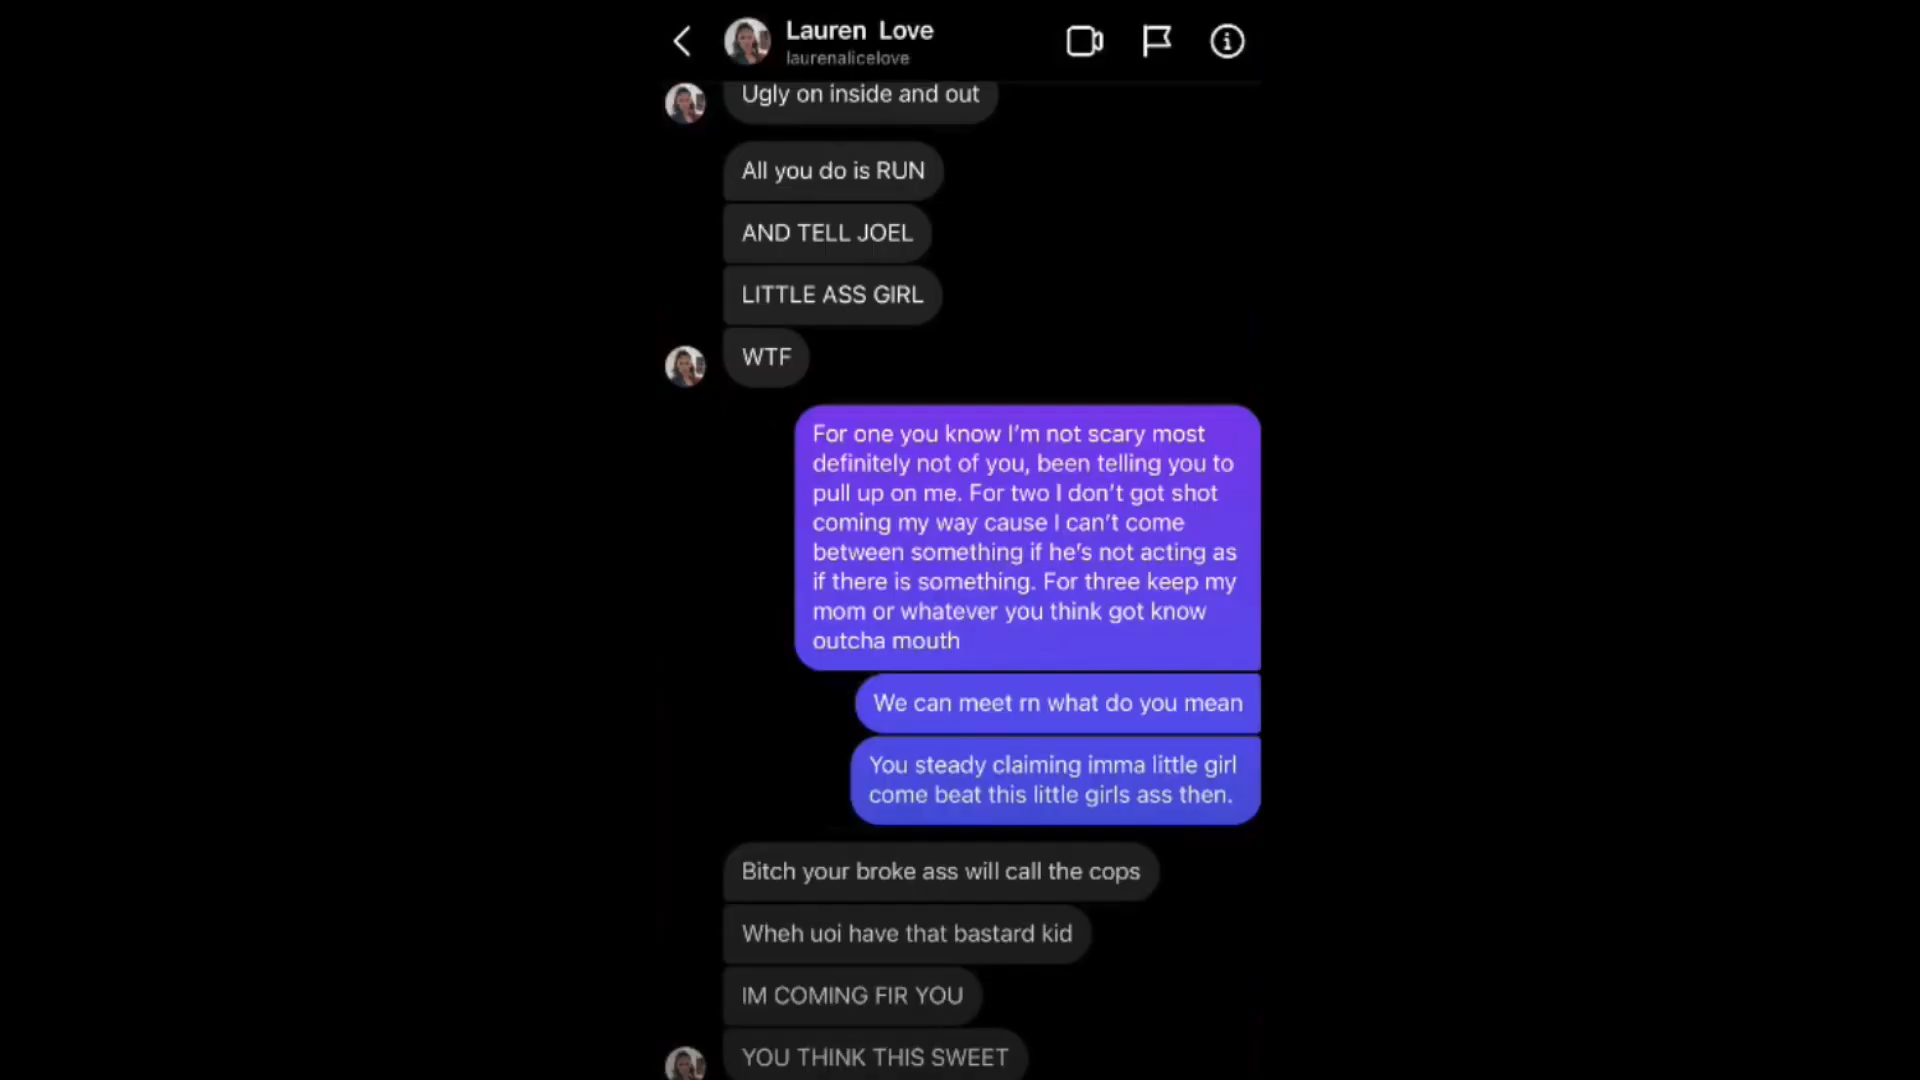 Lauren Love
laurenalicelove
Ugly on inside and out
All you do is RUN
AND TELL JOEL
LITTLE ASS GIRL
WTF
For one you know I'm not scary most
definitely not of you, been telling you to
pull up on me. For two I don't got shot
coming my way cause I can't come
between something if he's not acting as
if there is something. For three keep my
mom or whatever you think got know
outcha mouth
We can meet rn what do you mean
You steady claiming imma little girl
come beat this little girls ass then.
Bitch your broke ass will call the cops
Wheh uoi have that bastard kid
IM COMING FIR YOU
YOU THINK THIS SWEET